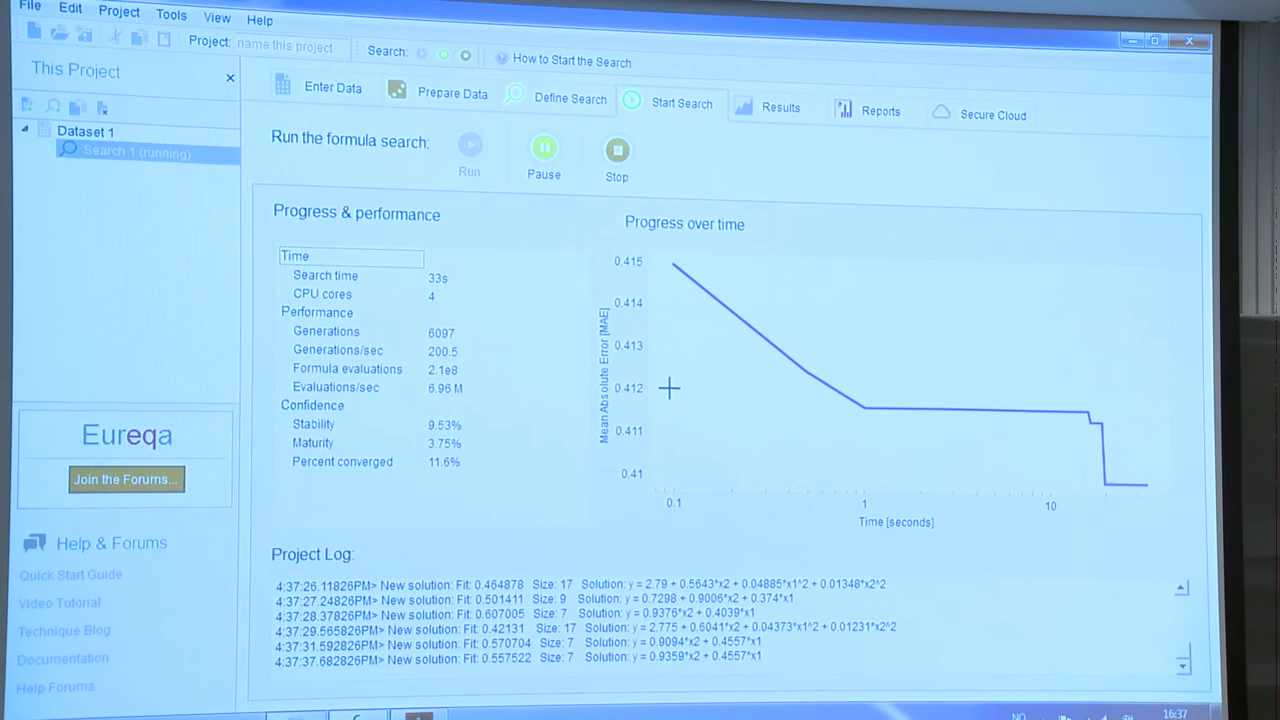 File Edit Project Tools View Help
Project: name this project Search: How to Start the Search
This Project
Enter Data Prepare Data Define Search Start Search Results Reports Secure Cloud
Dataset 1
Search 1 (running)
Run the formula search:
Run Pause Stop
Progress & performance
Time
Search time 33s
CPU cores 4
Performance
Generations 6097
Generations/sec 200.5
Formula evaluations 2.1e8
Evaluations/sec 6.96 M
Confidence
Stability 9.53%
Maturity 3.75%
Percent converged 11.6%
Progress over time
0.415
0.414
0.413
0.412
0.411
0.41
Mean Absolute Error [MAE]
0.1 1 10
Time [seconds]
Eureqa
Join the Forums...
Help & Forums
Quick Start Guide
Video Tutorial
Technique Blog
Documentation
Help Forums
Project Log:
4:37:26.11826PM> New solution: Fit: 0.464878 Size: 17 Solution: y = 2.79 + 0.5643*x2 + 0.04885*x1^2 + 0.01348*x2^2
4:37:27.24826PM> New solution: Fit: 0.501411 Size: 9 Solution: y = 0.7298 + 0.9006*x2 + 0.374*x1
4:37:28.37826PM> New solution: Fit: 0.607005 Size: 7 Solution: y = 0.9376*x2 + 0.4039*x1
4:37:29.565826PM> New solution: Fit: 0.42131 Size: 17 Solution: y = 2.775 + 0.6041*x2 + 0.04373*x1^2 + 0.01231*x2^2
4:37:31.592826PM> New solution: Fit: 0.570704 Size: 7 Solution: y = 0.9094*x2 + 0.4557*x1
4:37:37.682826PM> New solution: Fit: 0.557522 Size: 7 Solution: y = 0.9359*x2 + 0.4557*x1
NO 16:37